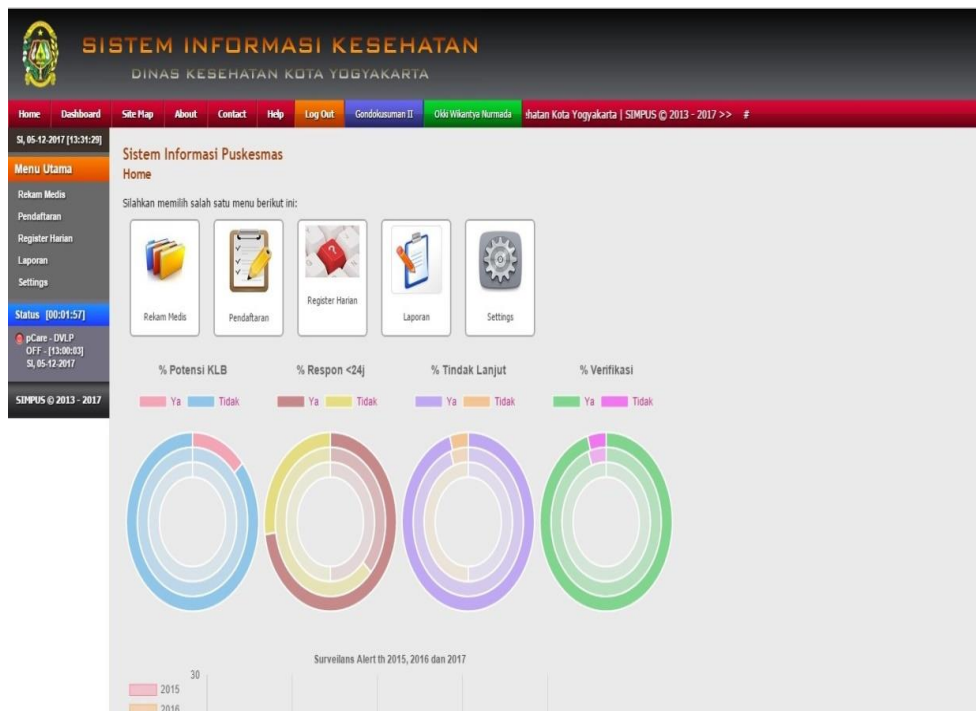 SISTEM INFORMASI KESEHATAN
DINAS KESEHATAN KOTA YOGYAKARTA
Home Dashboard Site Map About Contact Help Log Out Gondokusuman II Okki Wikantya Nurmada ehatan Kota Yogyakarta | SIMPUS © 2013 - 2017 >> #
Sl, 05-12-2017 [13:31:29]
Menu Utama
Rekam Medis
Pendaftaran
Register Harian
Laporan
Settings
Status [00:01:57]
pCare - DVLP
OFF - [13:00:03]
Sl, 05-12-2017
SIMPUS © 2013 - 2017
Sistem Informasi Puskesmas
Home
Silahkan memilih salah satu menu berikut ini:
Rekam Medis Pendaftaran Register Harian Laporan Settings
% Potensi KLB % Respon <24j % Tindak Lanjut % Verifikasi
Ya Tidak Ya Tidak Ya Tidak Ya Tidak
Surveilans Alert th 2015, 2016 dan 2017
30
2015
2016